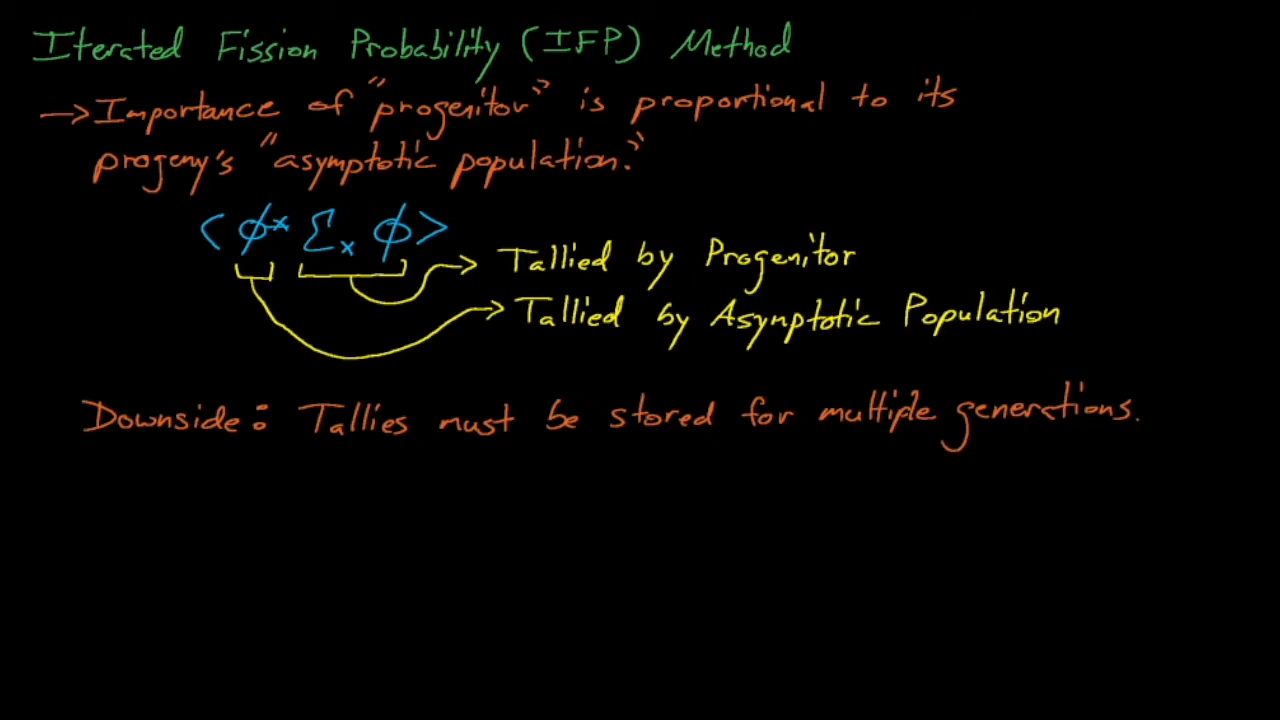 Iterated Fission Probability (IFP) Method
→ Importance of "progenitor" is proportional to its
progeny's "asymptotic population."
< ϕ* Σₓ ϕ >
→ Tallied by Progenitor
→ Tallied by Asymptotic Population
Downside: Tallies must be stored for multiple generations.